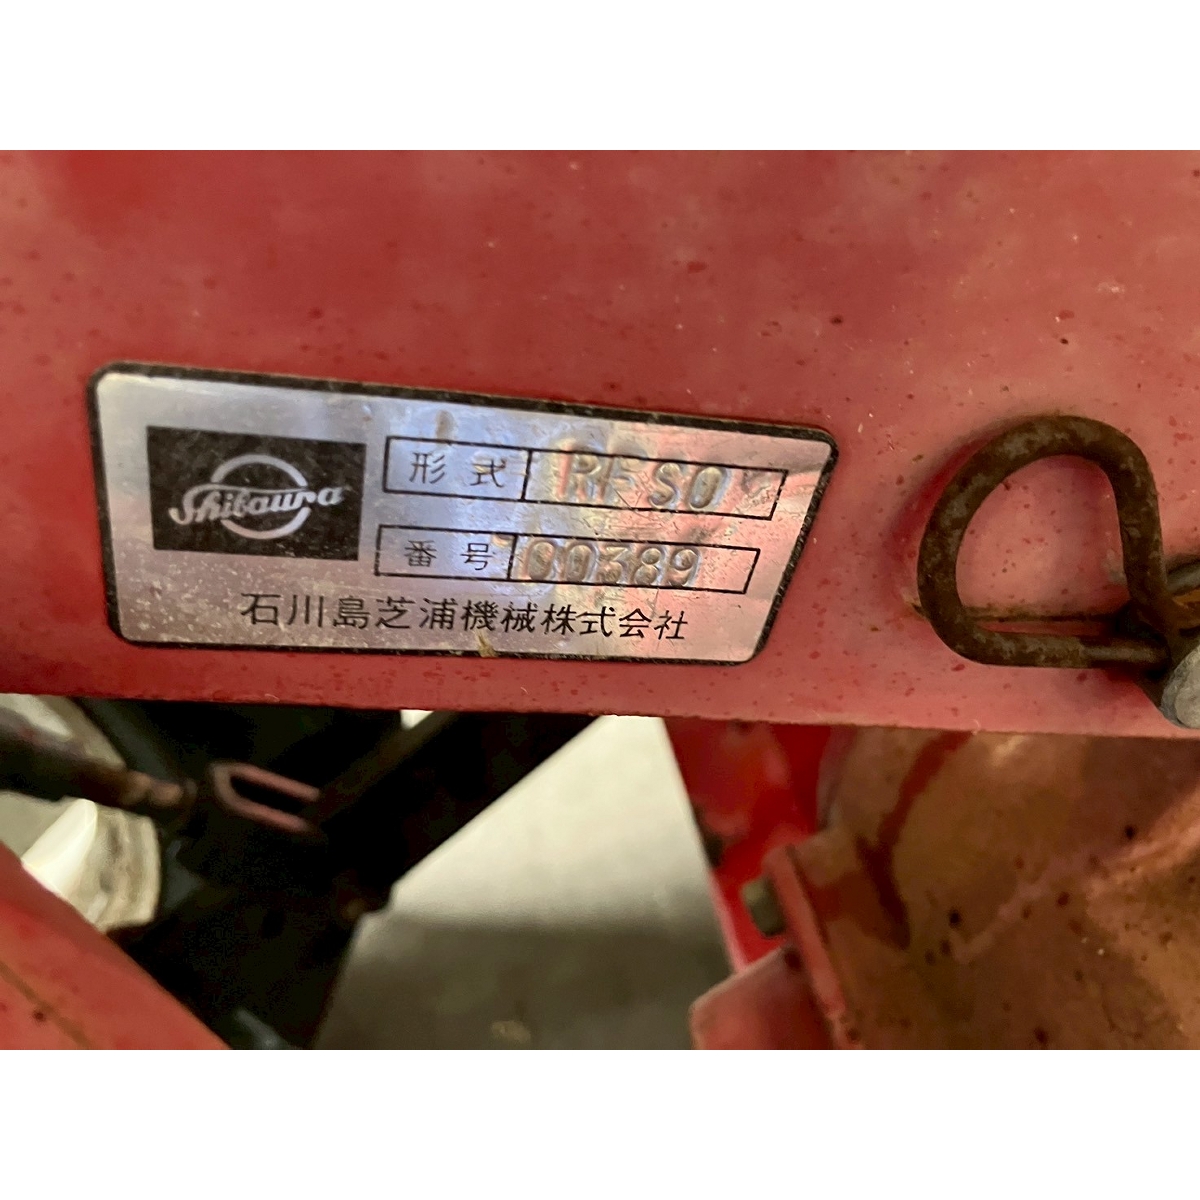 Shibaura
形式 RFS0
番号 00389
石川島芝浦機械株式会社